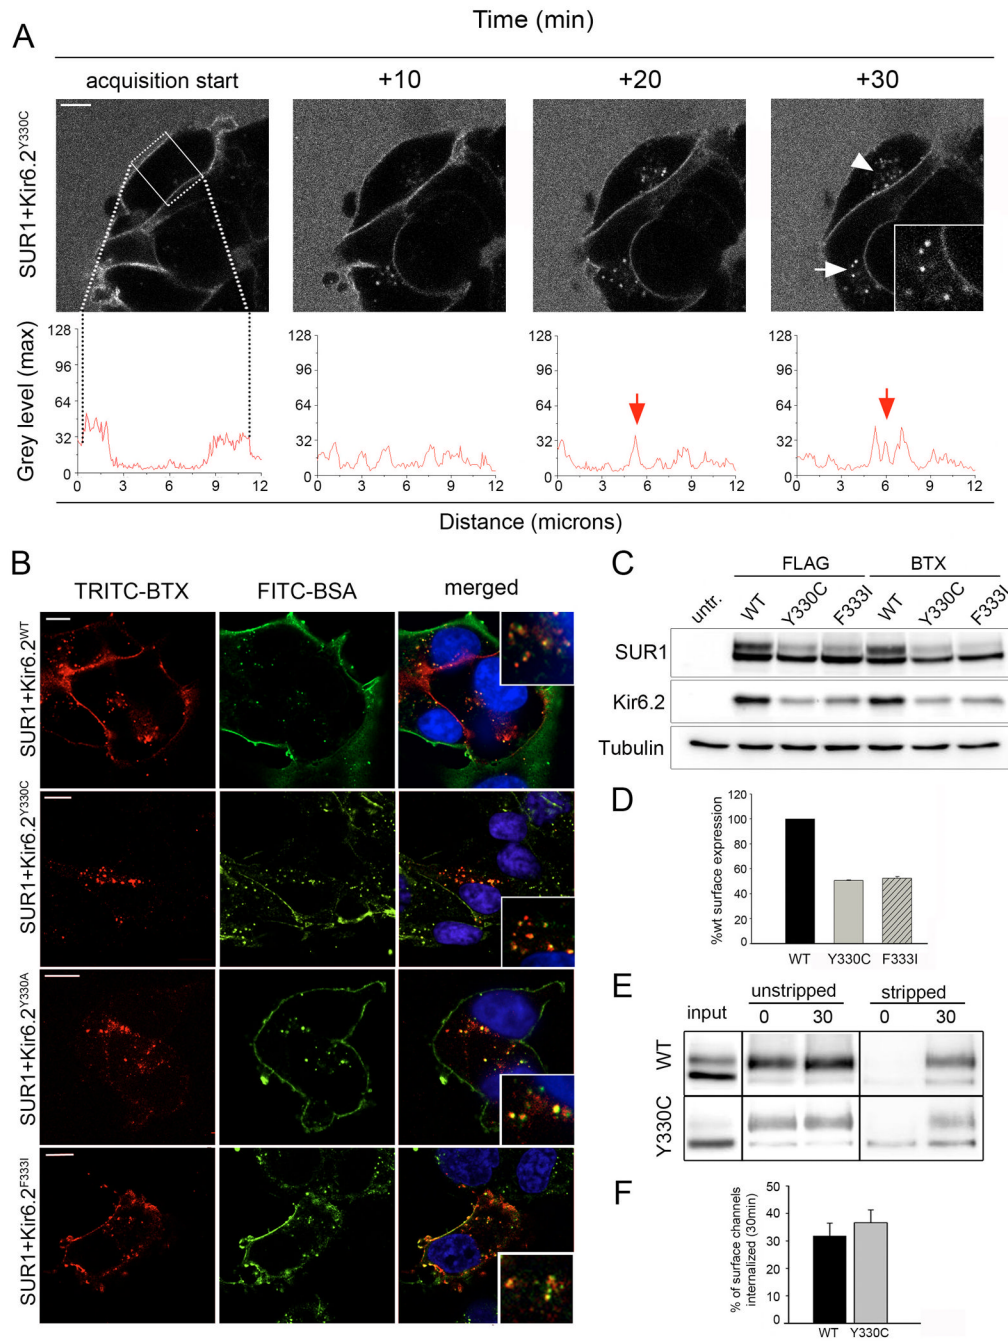 Time (min)
A
acquisition start +10 +20 +30
SUR1+Kir6.2Y330C
Grey level (max)
128 128 128 128
96 96 96 96
64 64 64 64
32 32 32 32
0 0 0 0
0 3 6 9 12 0 3 6 9 12 0 3 6 9 12 0 3 6 9 12
Distance (microns)
B
TRITC-BTX FITC-BSA merged
SUR1+Kir6.2WT
SUR1+Kir6.2Y330C
SUR1+Kir6.2Y330A
SUR1+Kir6.2F333I
C
FLAG BTX
untr. WT Y330C F333I WT Y330C F333I
SUR1
Kir6.2
Tubulin
D
%wt surface expression
120
100
80
60
40
20
0
WT Y330C F333I
E
unstripped stripped
input 0 30 0 30
WT
Y330C
F
% of surface channels
internalized (30min)
50
40
30
20
10
0
WT Y330C